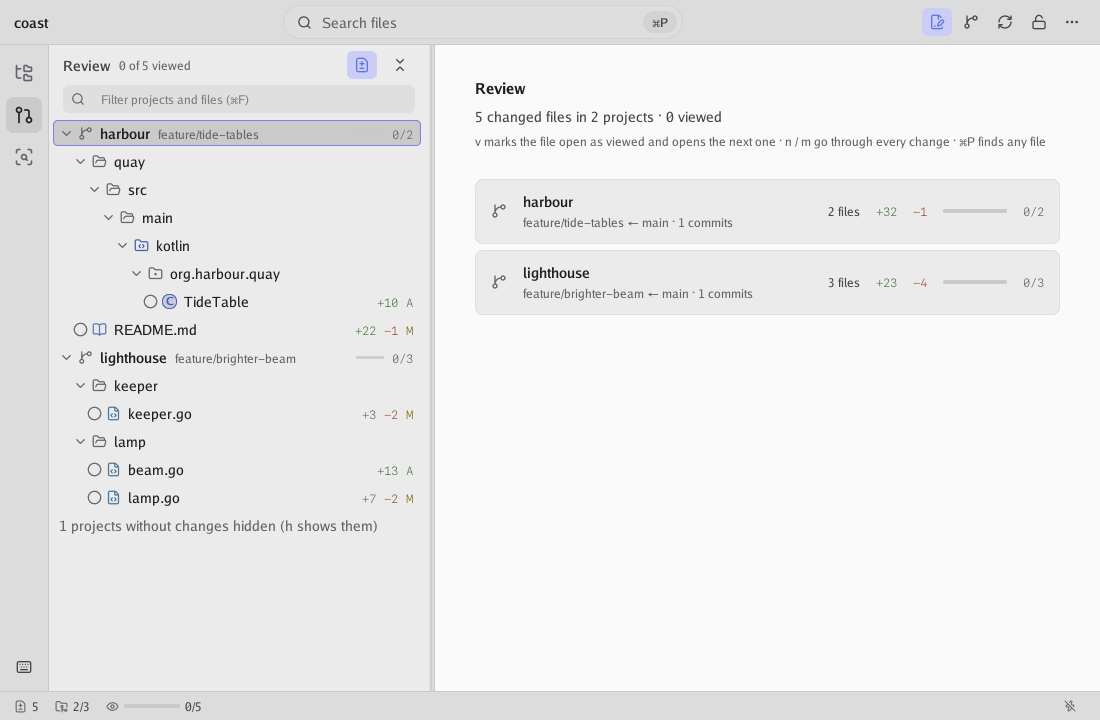 coast
Search files
⌘P
Review 0 of 5 viewed
Filter projects and files (⌘F)
harbour feature/tide-tables 0/2
quay
src
main
kotlin
org.harbour.quay
C TideTable +10 A
README.md +22 −1 M
lighthouse feature/brighter-beam 0/3
keeper
keeper.go +3 −2 M
lamp
beam.go +13 A
lamp.go +7 −2 M
1 projects without changes hidden (h shows them)
Review
5 changed files in 2 projects · 0 viewed
v marks the file open as viewed and opens the next one · n / m go through every change · ⌘P finds any file
harbour
feature/tide-tables ← main · 1 commits
2 files +32 −1 0/2
lighthouse
feature/brighter-beam ← main · 1 commits
3 files +23 −4 0/3
5 2/3 0/5